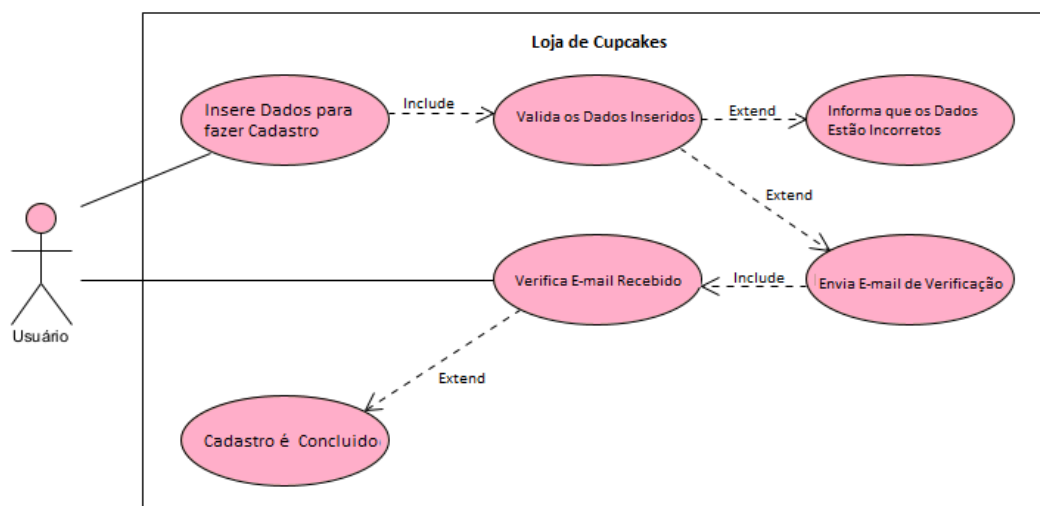 Loja de Cupcakes
Insere Dados para
fazer Cadastro
Include
Valida os Dados Inseridos
Extend
Informa que os Dados
Estão Incorretos
Extend
Verifica E-mail Recebido
Include
Envia E-mail de Verificação
Usuário
Extend
Cadastro é Concluido